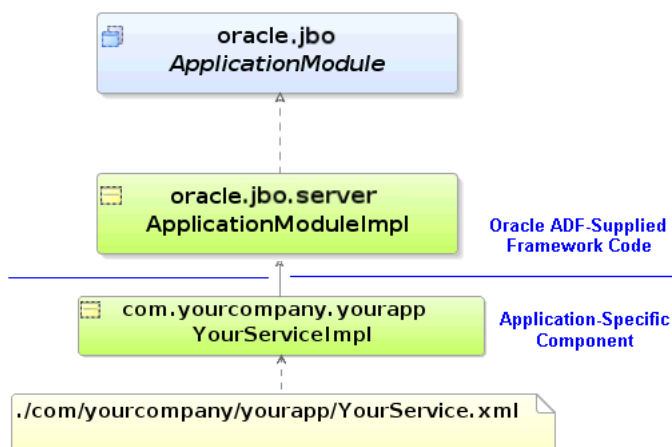 oracle.jbo
ApplicationModule
oracle.jbo.server
ApplicationModuleImpl
Oracle ADF-Supplied
Framework Code
com.yourcompany.yourapp
YourServiceImpl
Application-Specific
Component
./com/yourcompany/yourapp/YourService.xml